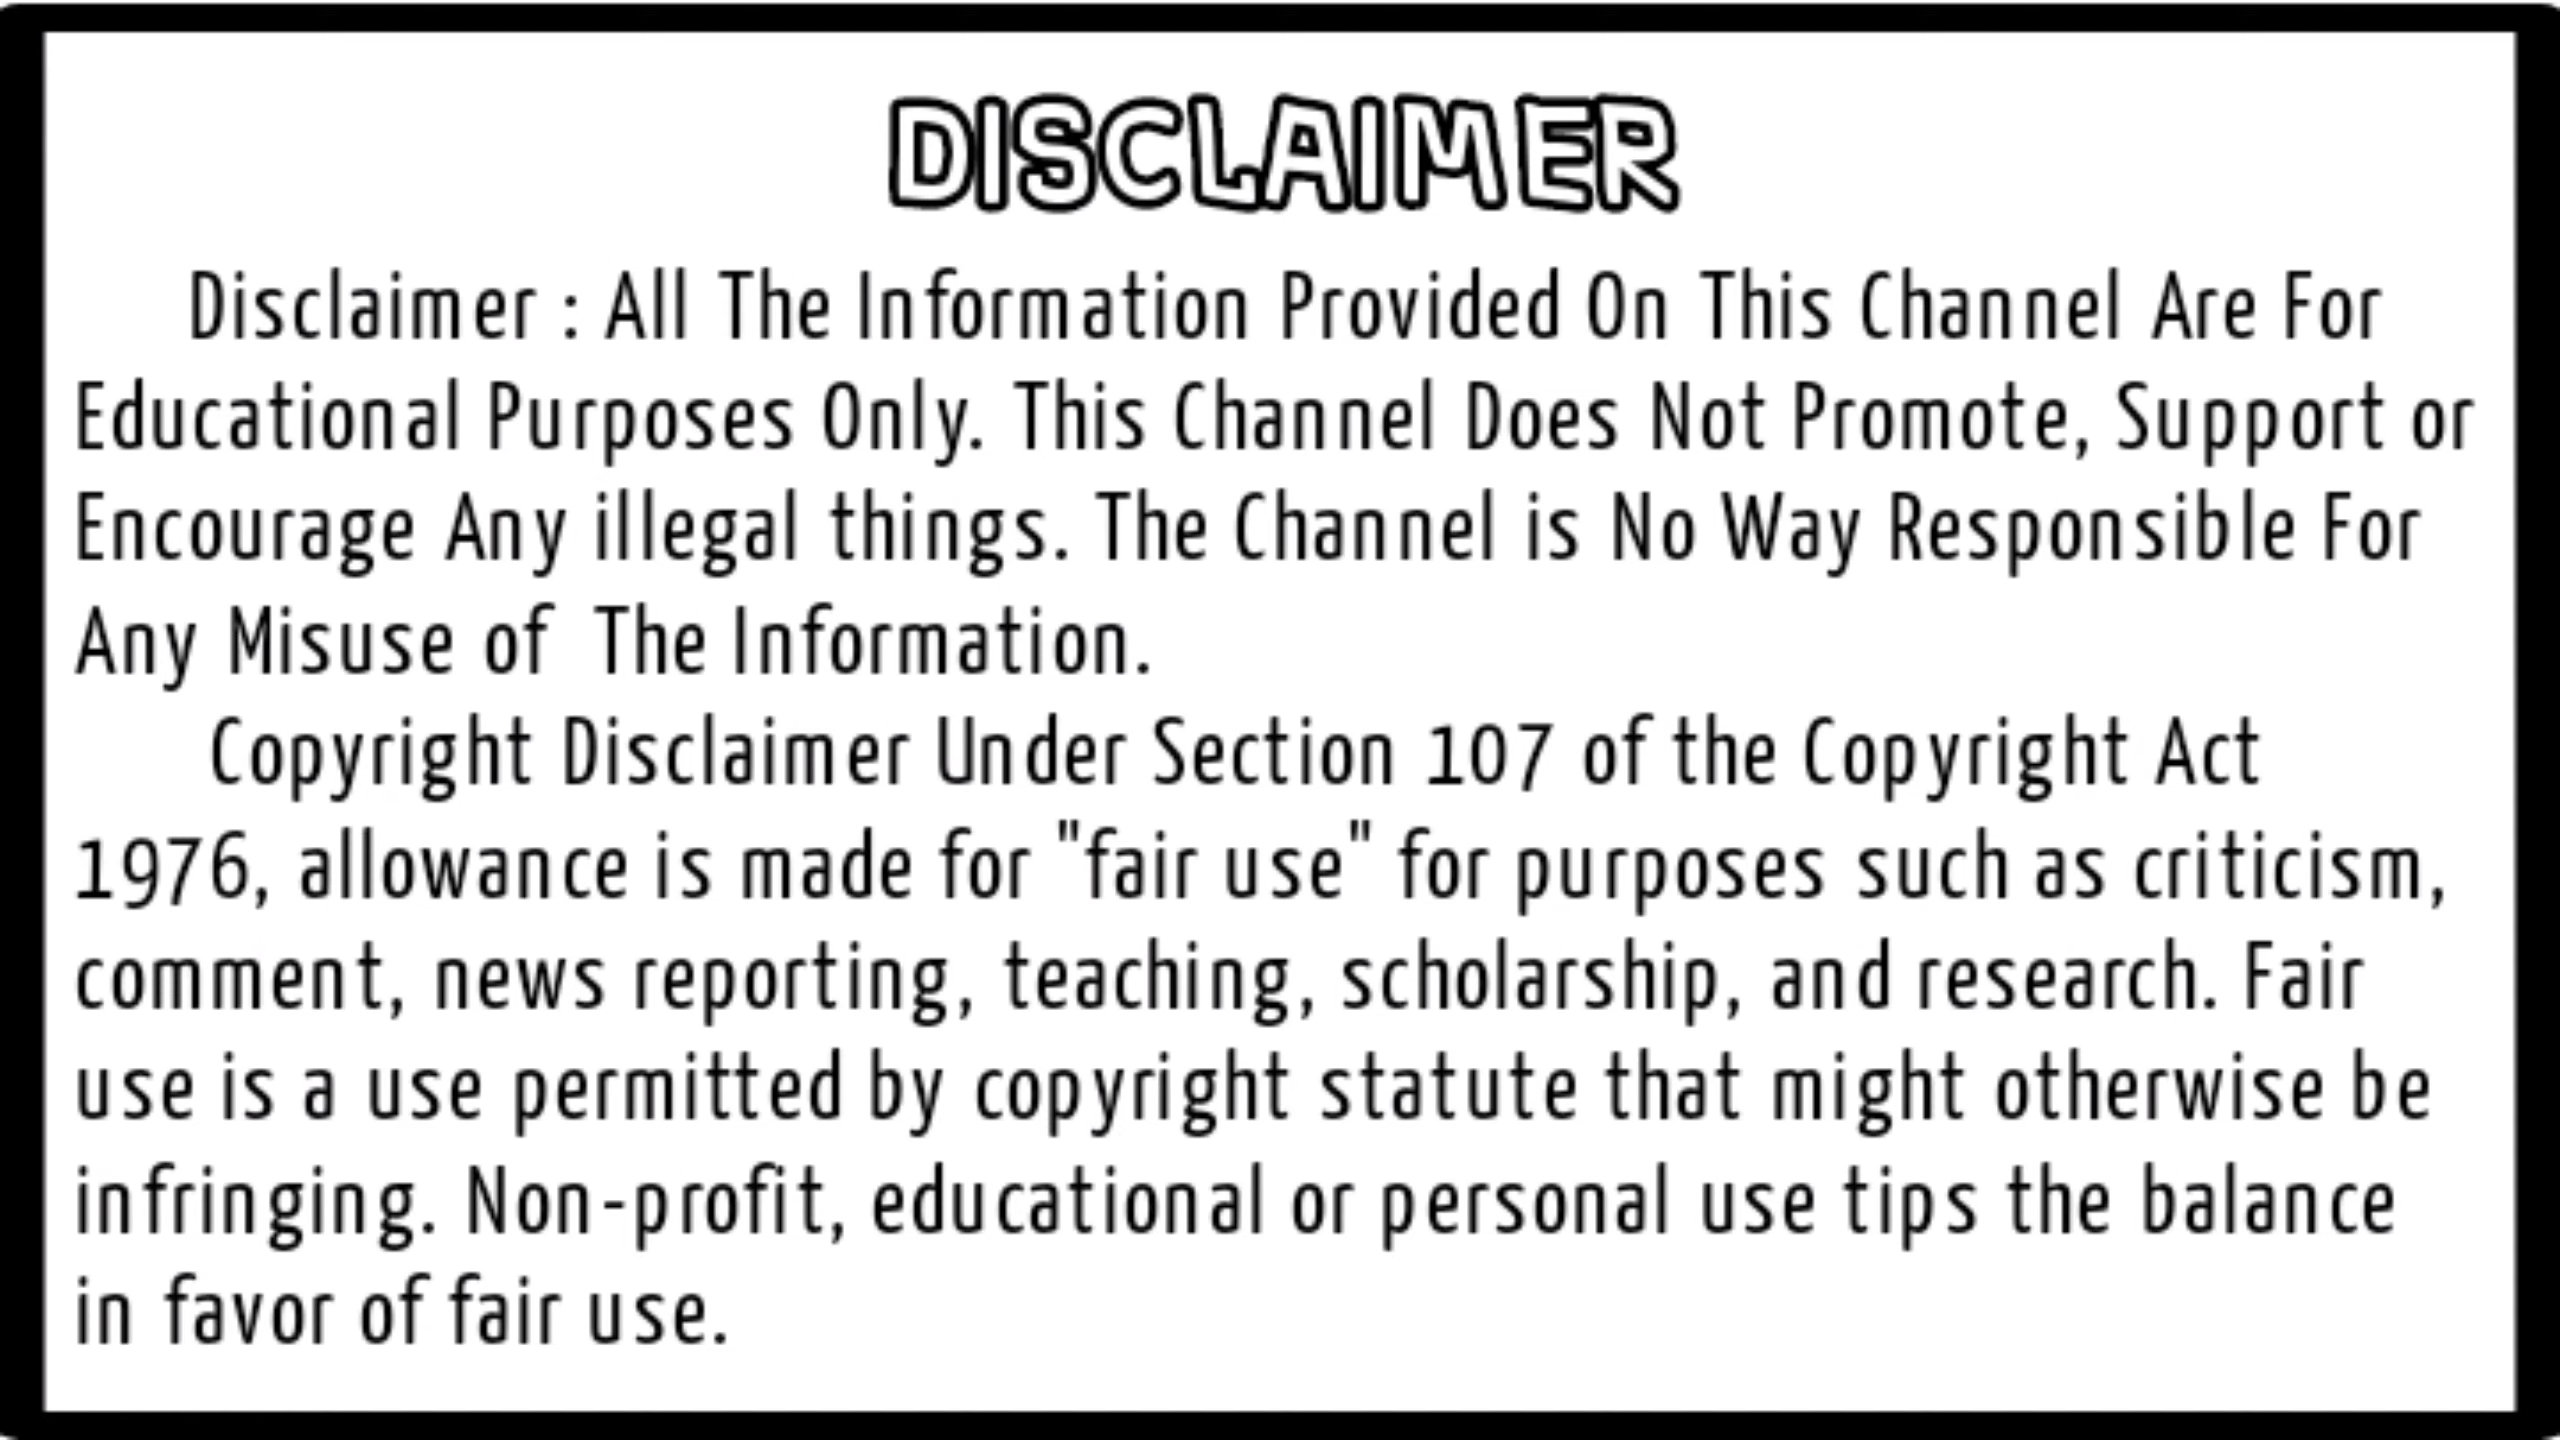 DISCLAIMER
Disclaimer : All The Information Provided On This Channel Are For
Educational Purposes Only. This Channel Does Not Promote, Support or
Encourage Any illegal things. The Channel is No Way Responsible For
Any Misuse of The Information.
Copyright Disclaimer Under Section 107 of the Copyright Act
1976, allowance is made for "fair use" for purposes such as criticism,
comment, news reporting, teaching, scholarship, and research. Fair
use is a use permitted by copyright statute that might otherwise be
infringing. Non-profit, educational or personal use tips the balance
in favor of fair use.